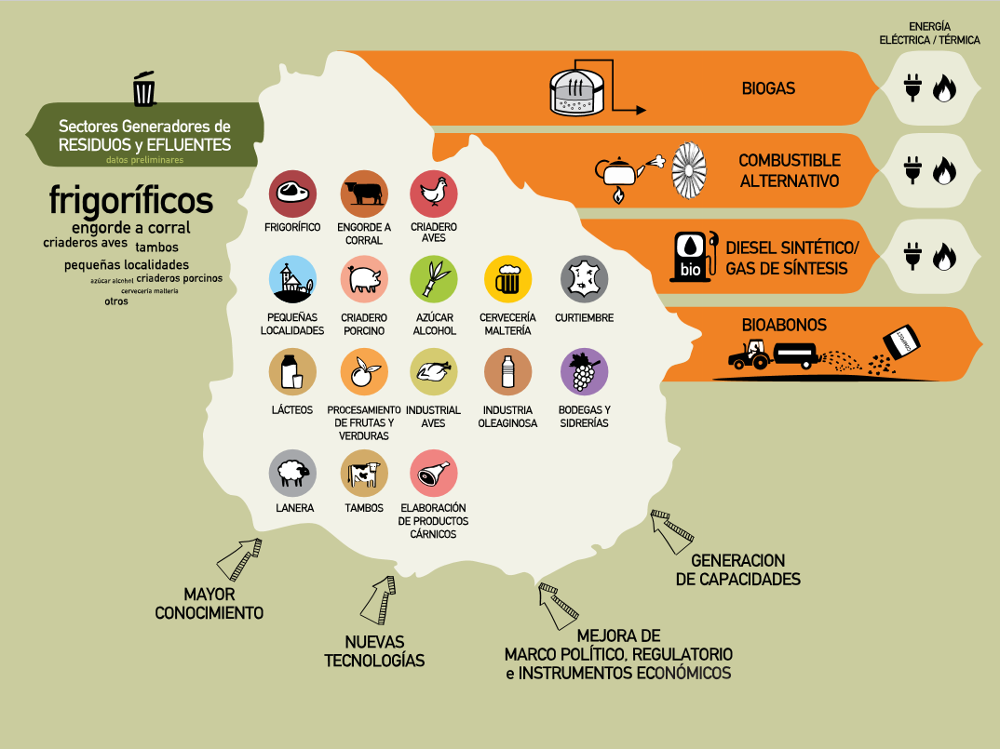 ENERGÍA
ELÉCTRICA / TÉRMICA
BIOGAS
COMBUSTIBLE
ALTERNATIVO
DIESEL SINTÉTICO/
GAS DE SÍNTESIS
bio
BIOABONOS
COMPOST
Sectores Generadores de
RESIDUOS y EFLUENTES
datos preliminares
frigoríficos
engorde a corral
criaderos aves
tambos
pequeñas localidades
azúcar alcohol
criaderos porcinos
cervecería maltería
otros
FRIGORÍFICO
ENGORDE A
CORRAL
CRIADERO
AVES
PEQUEÑAS
LOCALIDADES
CRIADERO
PORCINO
AZÚCAR
ALCOHOL
CERVECERÍA
MALTERÍA
CURTIEMBRE
LÁCTEOS
PROCESAMIENTO
DE FRUTAS Y
VERDURAS
INDUSTRIAL
AVES
INDUSTRIA
OLEAGINOSA
BODEGAS Y
SIDRERÍAS
LANERA
TAMBOS
ELABORACIÓN
DE PRODUCTOS
CÁRNICOS
MAYOR
CONOCIMIENTO
NUEVAS
TECNOLOGÍAS
MEJORA DE
MARCO POLÍTICO, REGULATORIO
e INSTRUMENTOS ECONÓMICOS
GENERACION
DE CAPACIDADES